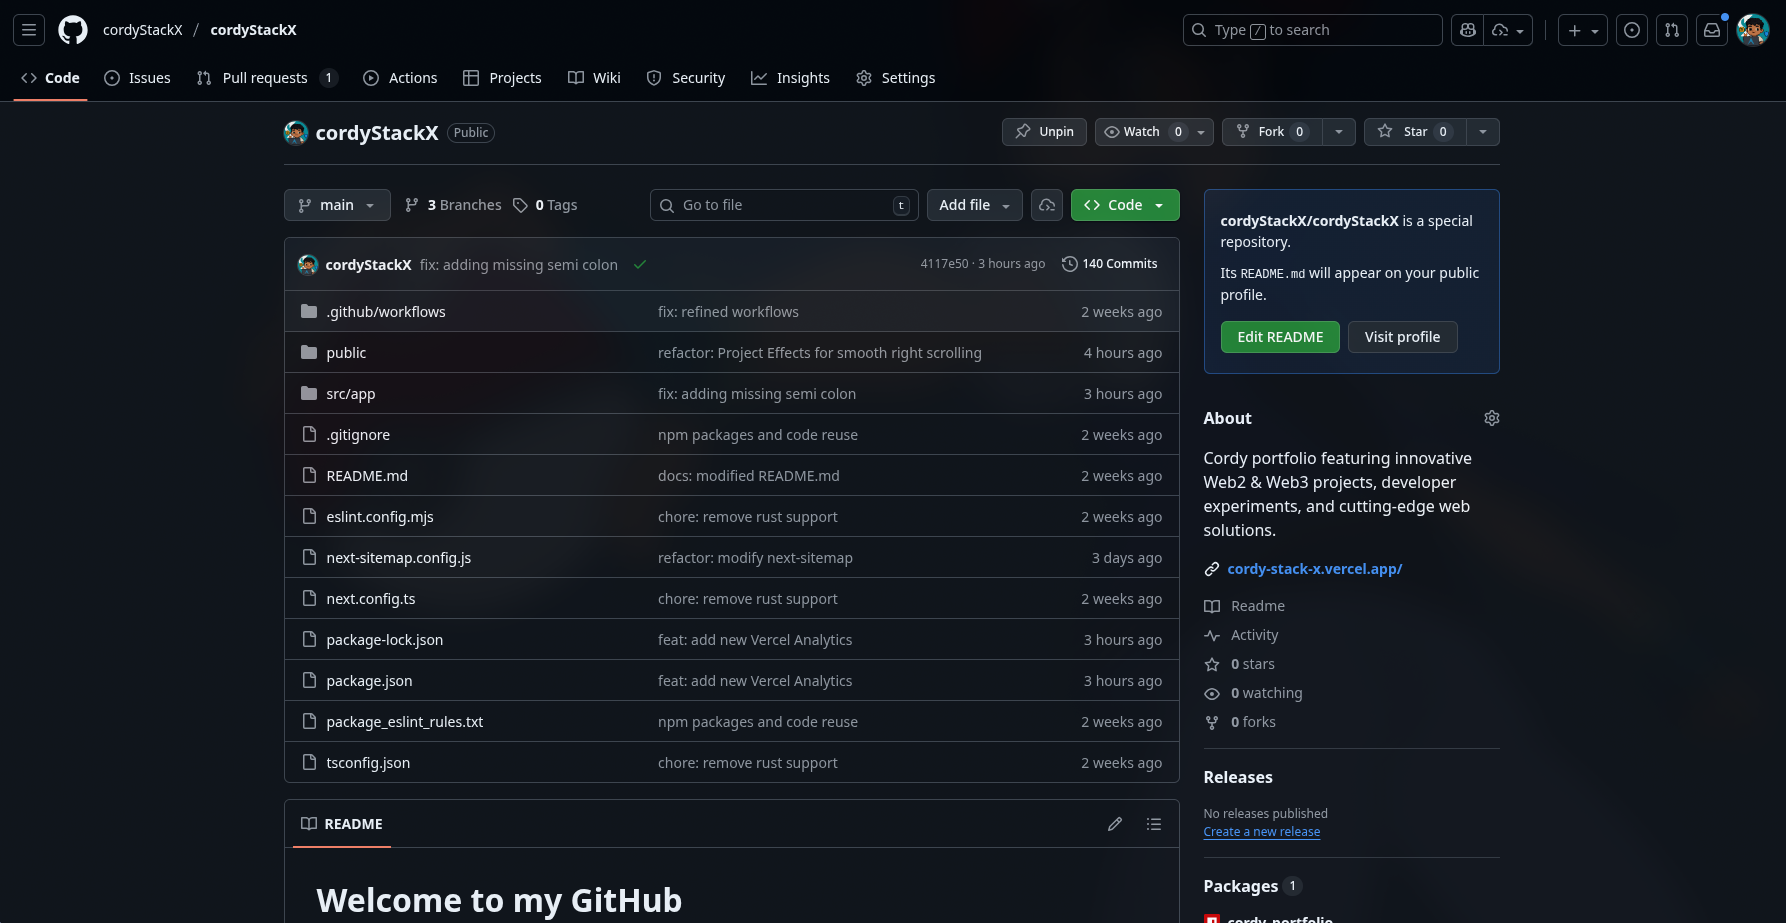 cordyStackX / cordyStackX
Type / to search
Code Issues Pull requests 1 Actions Projects Wiki Security Insights Settings
cordyStackX Public
Unpin Watch 0 Fork 0 Star 0
main 3 Branches 0 Tags
Go to file t
Add file Code
cordyStackX fix: adding missing semi colon 4117e50 · 3 hours ago 140 Commits
.github/workflows fix: refined workflows 2 weeks ago
public refactor: Project Effects for smooth right scrolling 4 hours ago
src/app fix: adding missing semi colon 3 hours ago
.gitignore npm packages and code reuse 2 weeks ago
README.md docs: modified README.md 2 weeks ago
eslint.config.mjs chore: remove rust support 2 weeks ago
next-sitemap.config.js refactor: modify next-sitemap 3 days ago
next.config.ts chore: remove rust support 2 weeks ago
package-lock.json feat: add new Vercel Analytics 3 hours ago
package.json feat: add new Vercel Analytics 3 hours ago
package_eslint_rules.txt npm packages and code reuse 2 weeks ago
tsconfig.json chore: remove rust support 2 weeks ago
README
Welcome to my GitHub
cordyStackX/cordyStackX is a special
repository.
Its README.md will appear on your public
profile.
Edit README Visit profile
About
Cordy portfolio featuring innovative
Web2 & Web3 projects, developer
experiments, and cutting-edge web
solutions.
cordy-stack-x.vercel.app/
Readme
Activity
0 stars
0 watching
0 forks
Releases
No releases published
Create a new release
Packages 1
cordy-portfolio